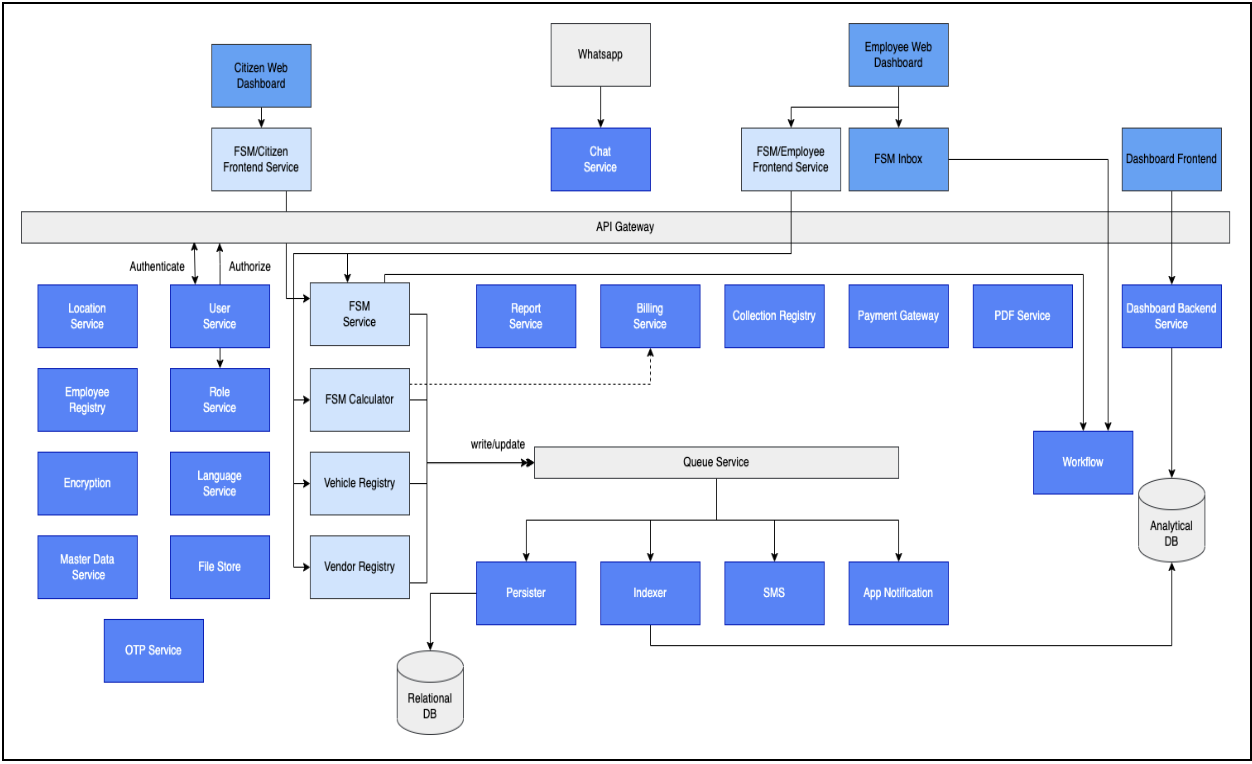 Citizen Web
Dashboard
Whatsapp
Employee Web
Dashboard
FSM/Citizen
Frontend Service
Chat
Service
FSM/Employee
Frontend Service
FSM Inbox
Dashboard Frontend
API Gateway
Authenticate
Authorize
Location
Service
User
Service
FSM
Service
Report
Service
Billing
Service
Collection Registry
Payment Gateway
PDF Service
Dashboard Backend
Service
Employee
Registry
Role
Service
FSM Calculator
write/update
Queue Service
Workflow
Encryption
Language
Service
Vehicle Registry
Analytical
DB
Master Data
Service
File Store
Vendor Registry
Persister
Indexer
SMS
App Notification
OTP Service
Relational
DB